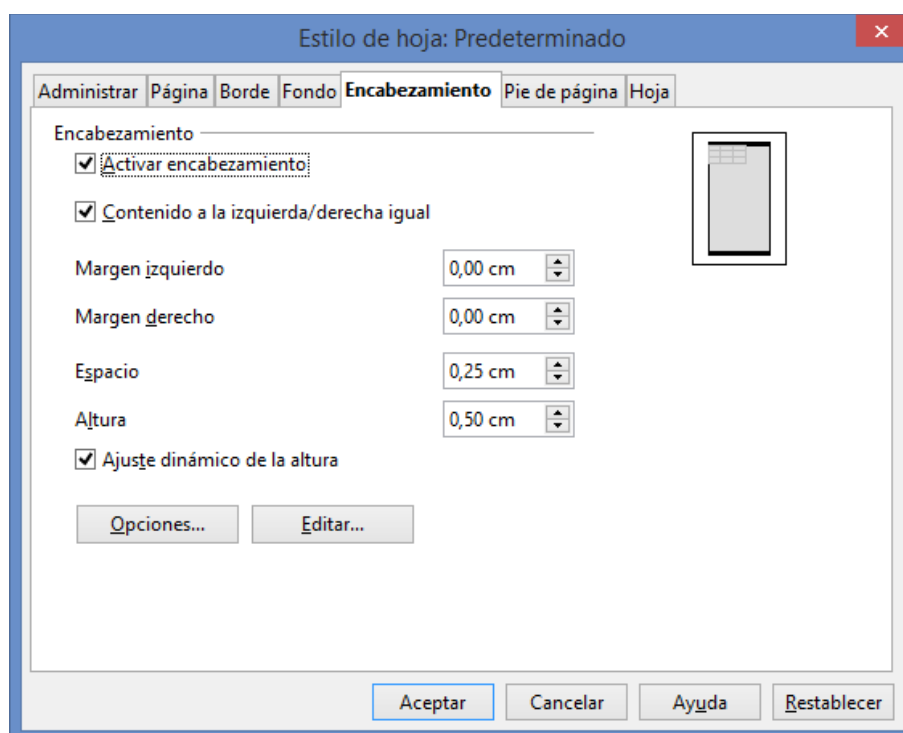 Estilo de hoja: Predeterminado
Administrar Página Borde Fondo Encabezamiento Pie de página Hoja
Encabezamiento
Activar encabezamiento
Contenido a la izquierda/derecha igual
Margen izquierdo 0,00 cm
Margen derecho 0,00 cm
Espacio 0,25 cm
Altura 0,50 cm
Ajuste dinámico de la altura
Opciones... Editar...
Aceptar Cancelar Ayuda Restablecer